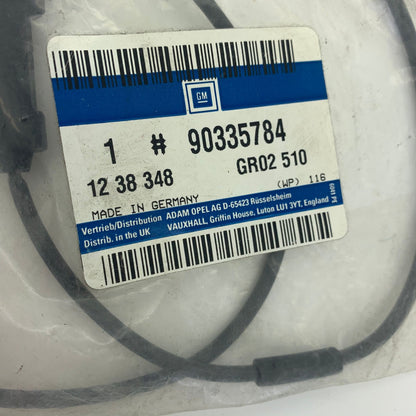 GM
1 # 90335784
12 38 348 GR02 510
MADE IN GERMANY (WP) 116
Vertrieb/Distribution ADAM OPEL AG D-65423 Rüsselsheim
Distrib. in the UK VAUXHALL, Griffin House, Luton LU1 3YT, England